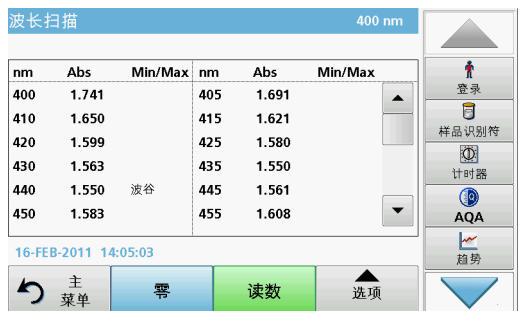 波长扫描 400 nm
nm Abs Min/Max nm Abs Min/Max
400 1.741 405 1.691
410 1.650 415 1.621
420 1.599 425 1.580
430 1.563 435 1.550
440 1.550 波谷 445 1.561
450 1.583 455 1.608
16-FEB-2011 14:05:03
主
菜单
零
读数
选项
登录
样品识别符
计时器
AQA
趋势